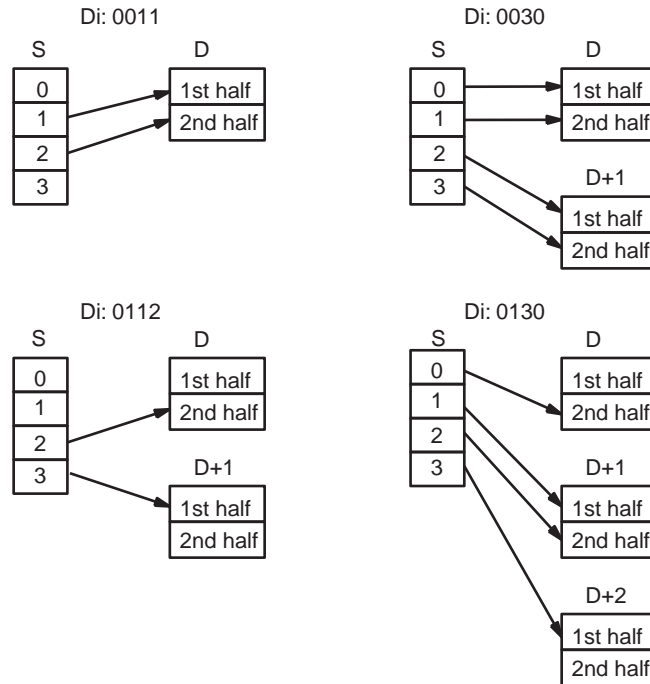 Di: 0011
S D
0
1
2
3
1st half
2nd half
Di: 0030
S D
0
1
2
3
1st half
2nd half
D+1
1st half
2nd half
Di: 0112
S D
0
1
2
3
1st half
2nd half
D+1
1st half
2nd half
Di: 0130
S D
0
1
2
3
1st half
2nd half
D+1
1st half
2nd half
D+2
1st half
2nd half